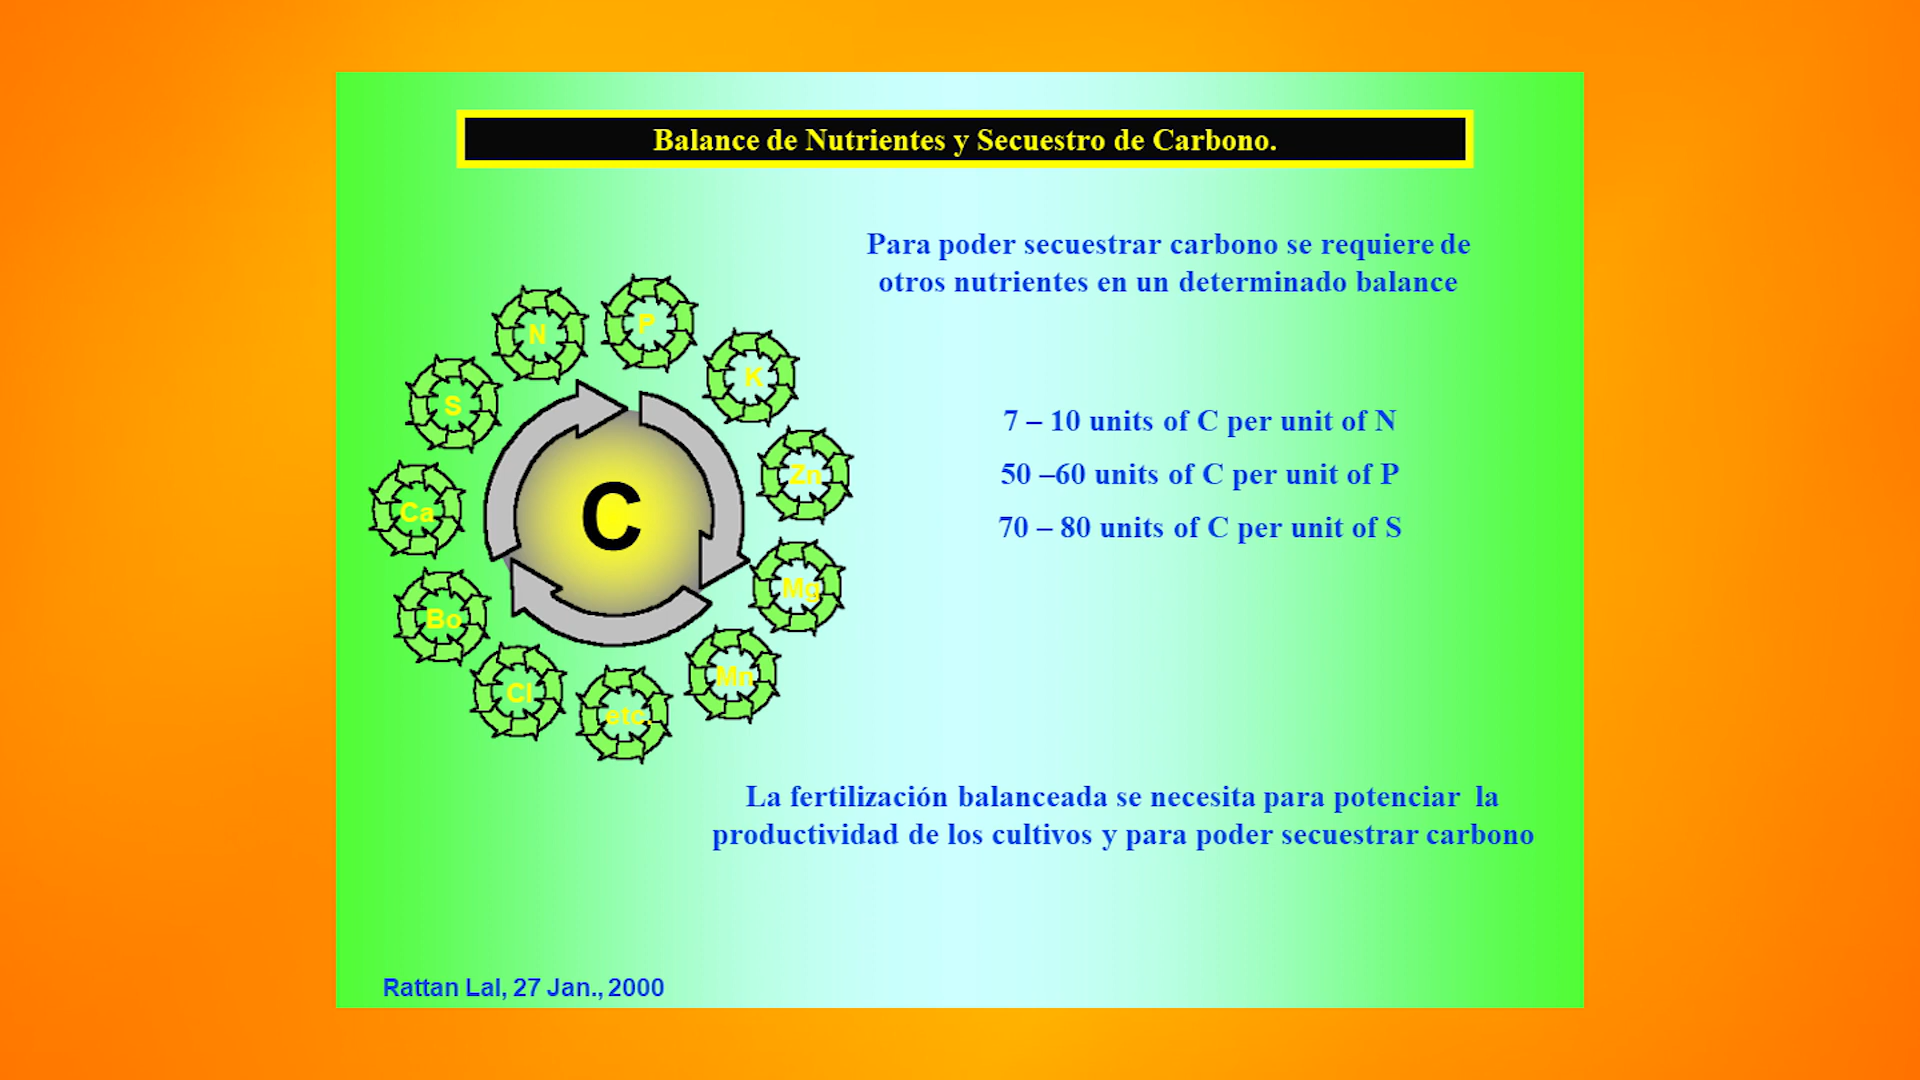 Balance de Nutrientes y Secuestro de Carbono.
Para poder secuestrar carbono se requiere de
otros nutrientes en un determinado balance
N
P
K
S
Zn
Ca
C
Mg
Bo
Mn
Cl
etc.
7 – 10 units of C per unit of N
50 –60 units of C per unit of P
70 – 80 units of C per unit of S
La fertilización balanceada se necesita para potenciar la
productividad de los cultivos y para poder secuestrar carbono
Rattan Lal, 27 Jan., 2000